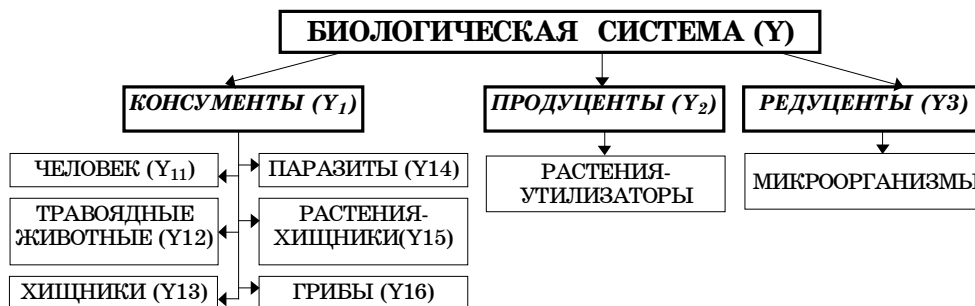 БИОЛОГИЧЕСКАЯ СИСТЕМА (Y)
КОНСУМЕНТЫ (Y₁)
ПРОДУЦЕНТЫ (Y₂)
РЕДУЦЕНТЫ (Y3)
ЧЕЛОВЕК (Y₁₁)
ПАРАЗИТЫ (Y14)
ТРАВОЯДНЫЕ
ЖИВОТНЫЕ (Y12)
РАСТЕНИЯ-
ХИЩНИКИ(Y15)
ХИЩНИКИ (Y13)
ГРИБЫ (Y16)
РАСТЕНИЯ-
УТИЛИЗАТОРЫ
МИКРООРГАНИЗМЫ